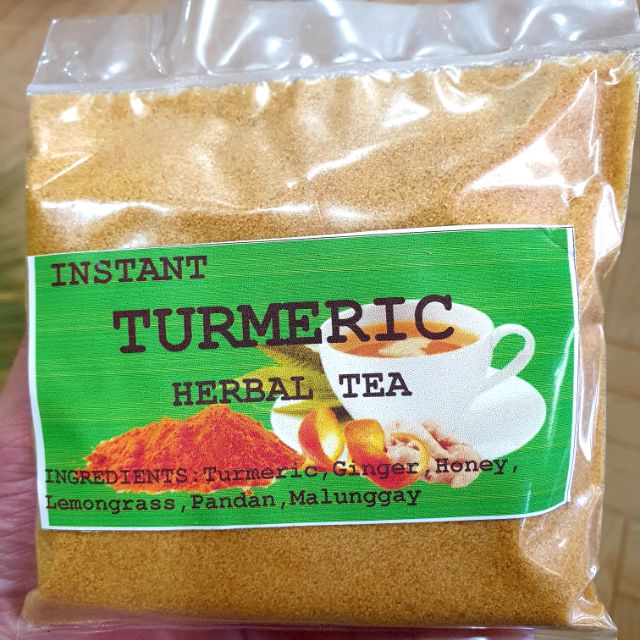 INSTANT
TURMERIC
HERBAL TEA
INGREDIENTS:Turmeric,Ginger,Honey,
Lemongrass,Pandan,Malunggay